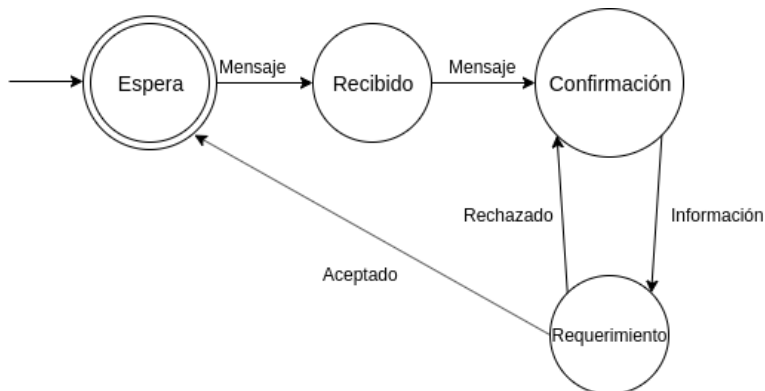 Mensaje
Mensaje
Espera
Recibido
Confirmación
Rechazado
Información
Aceptado
Requerimiento